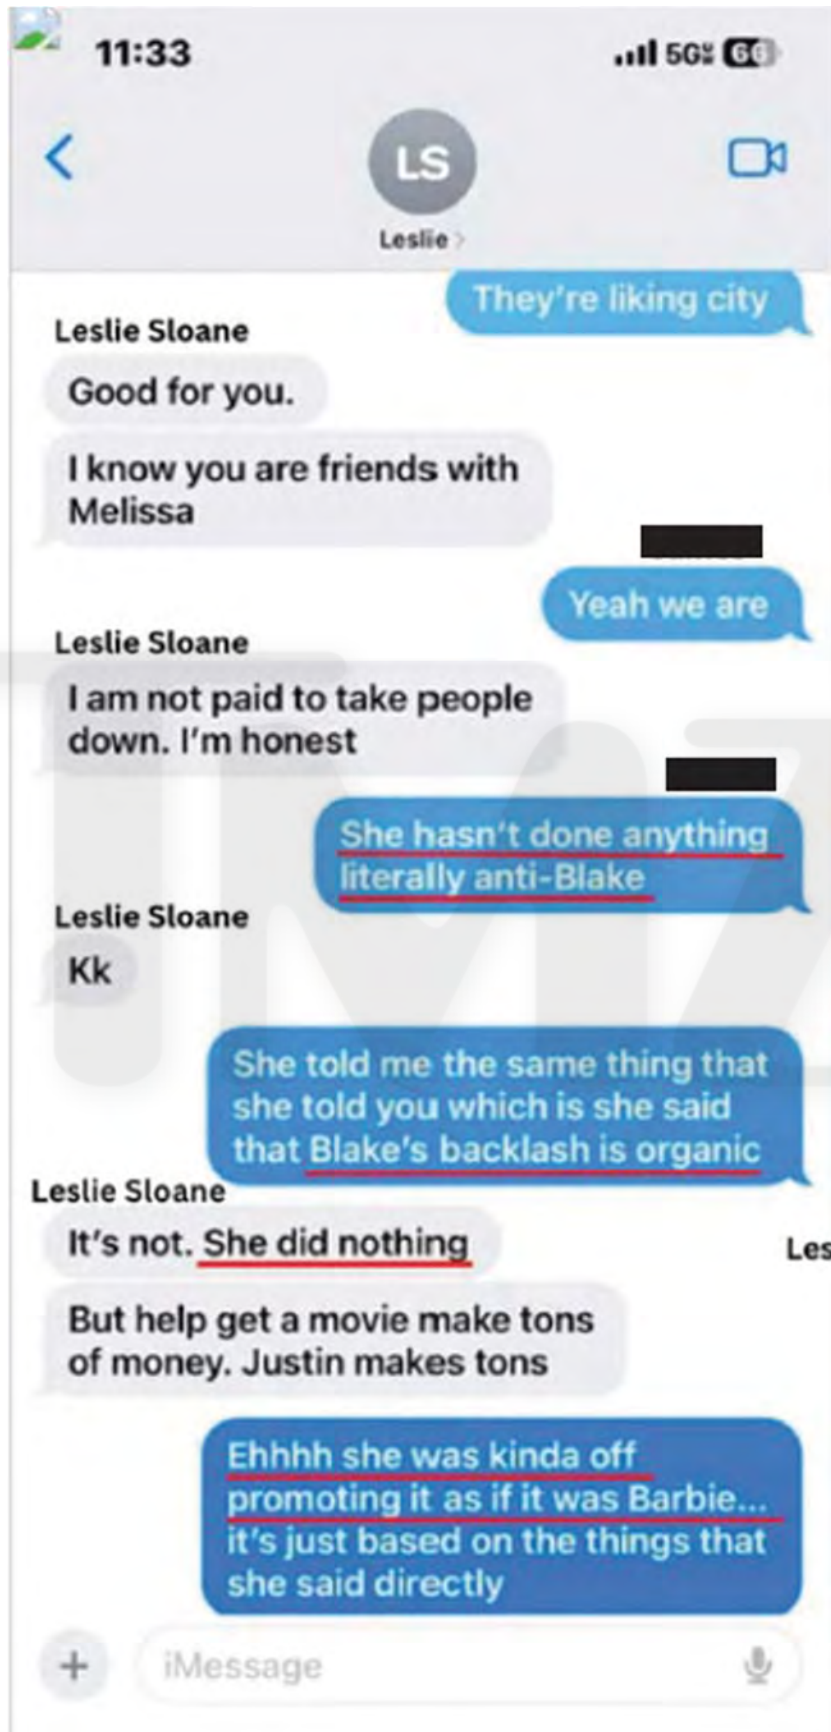 11:33
5G
66
LS
Leslie
They're liking city
Leslie Sloane
Good for you.
I know you are friends with
Melissa
Yeah we are
Leslie Sloane
I am not paid to take people
down. I'm honest
She hasn't done anything
literally anti-Blake
Leslie Sloane
Kk
She told me the same thing that
she told you which is she said
that Blake's backlash is organic
Leslie Sloane
It's not. She did nothing
Les
But help get a movie make tons
of money. Justin makes tons
Ehhhh she was kinda off
promoting it as if it was Barbie...
it's just based on the things that
she said directly
iMessage
TMZ